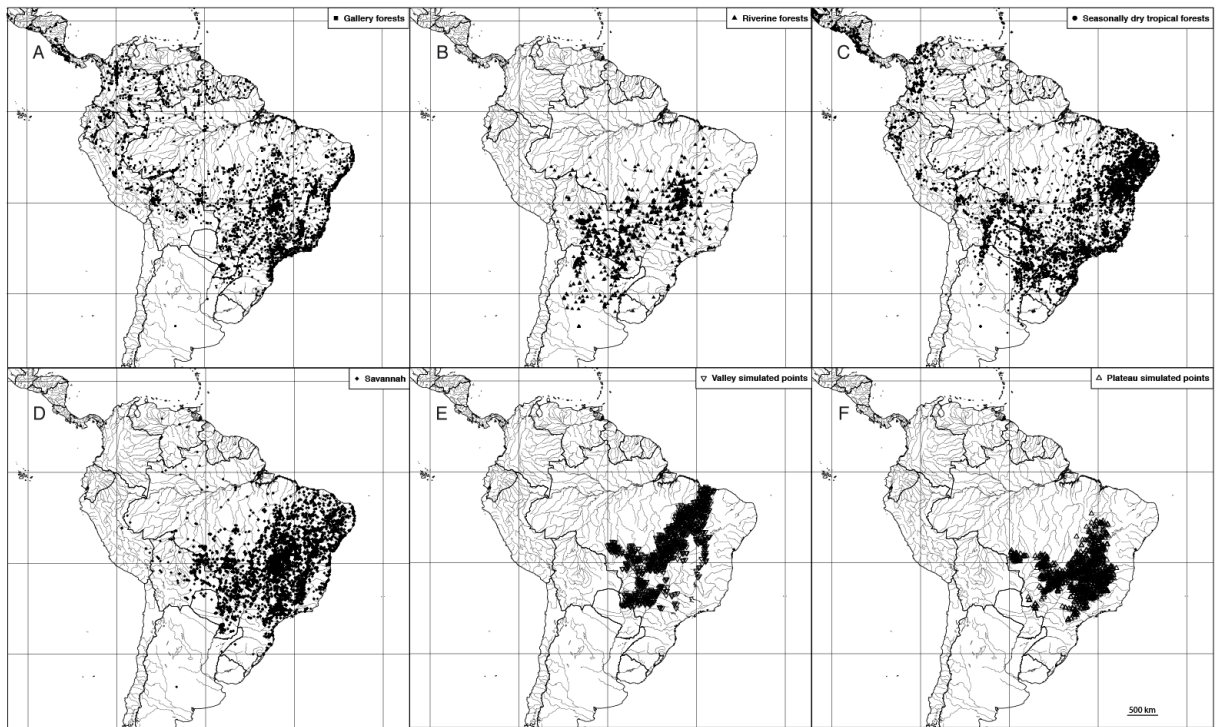 A
■ Gallery forests
B
▲ Riverine forests
C
● Seasonally dry tropical forests
D
◆ Savannah
E
▽ Valley simulated points
F
△ Plateau simulated points
500 km